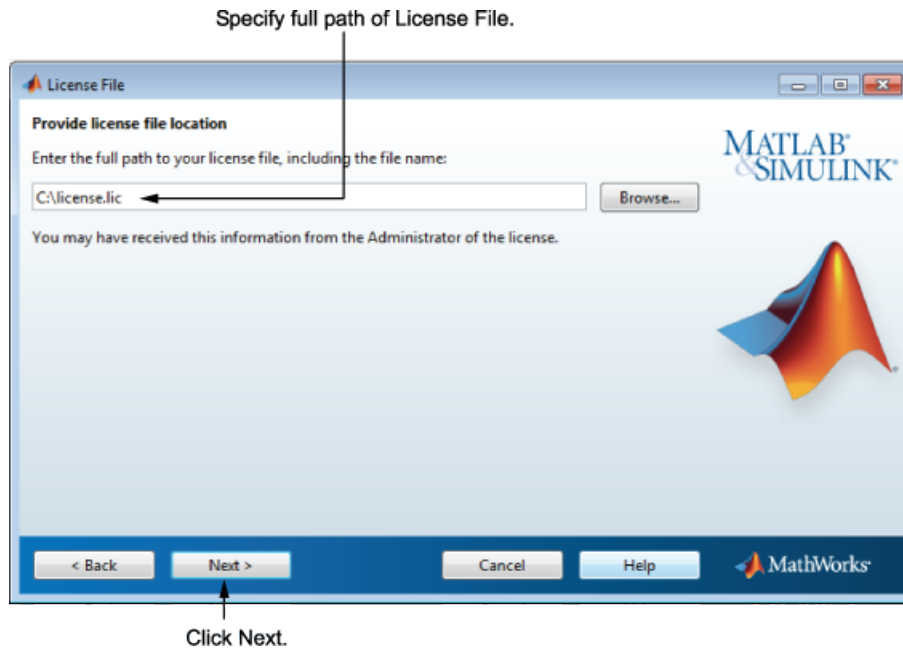 Specify full path of License File.
License File
Provide license file location
Enter the full path to your license file, including the file name:
C:\license.lic
Browse...
You may have received this information from the Administrator of the license.
MATLAB®
&SIMULINK®
®
< Back
Next >
Cancel
Help
MathWorks®
Click Next.